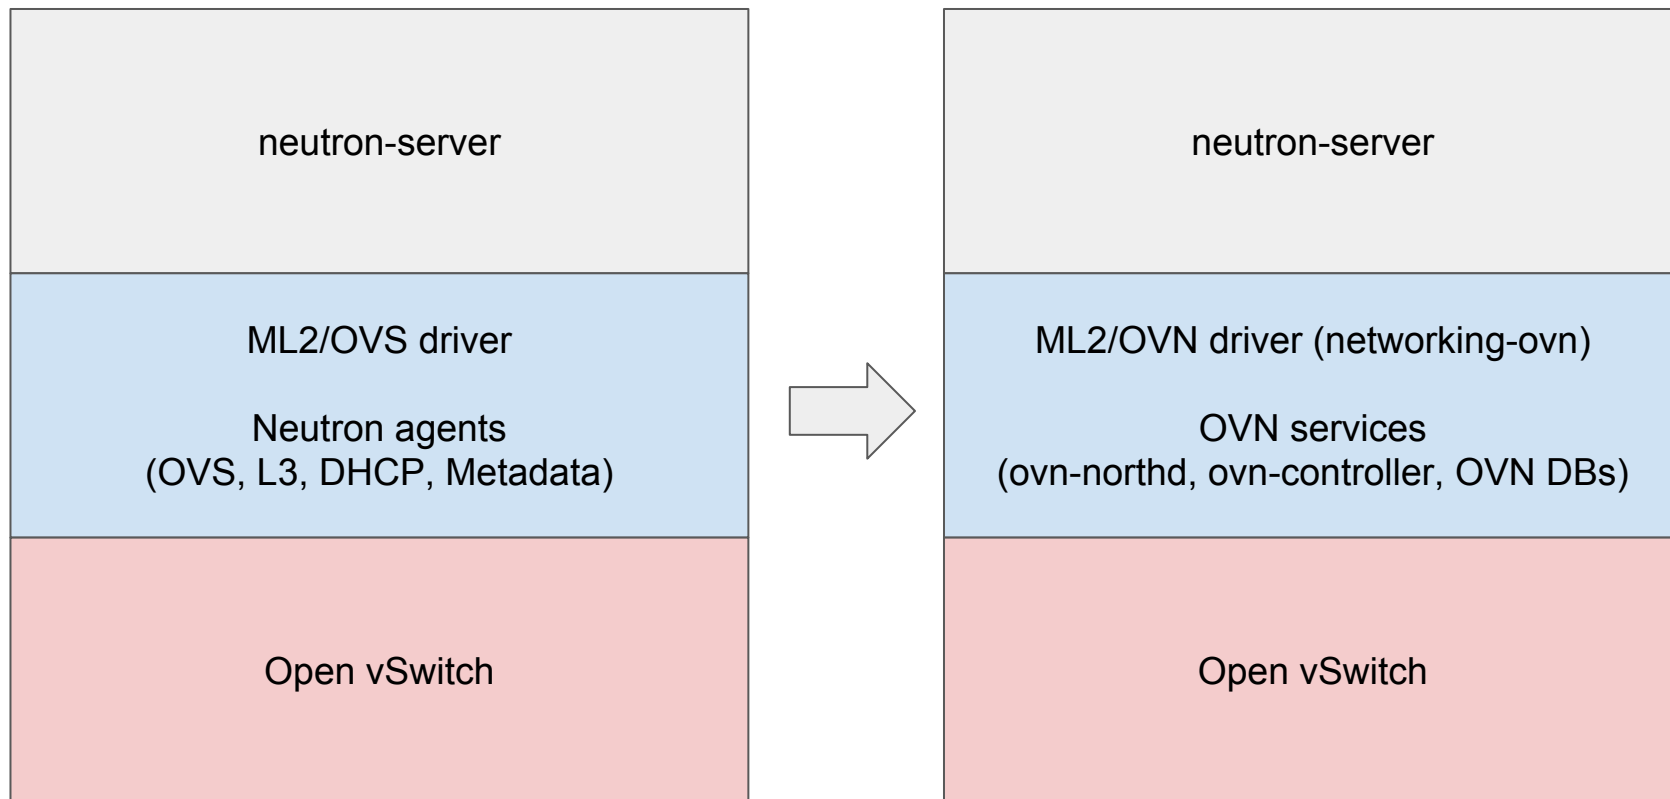 neutron-server
ML2/OVS driver
Neutron agents
(OVS, L3, DHCP, Metadata)
Open vSwitch
neutron-server
ML2/OVN driver (networking-ovn)
OVN services
(ovn-northd, ovn-controller, OVN DBs)
Open vSwitch